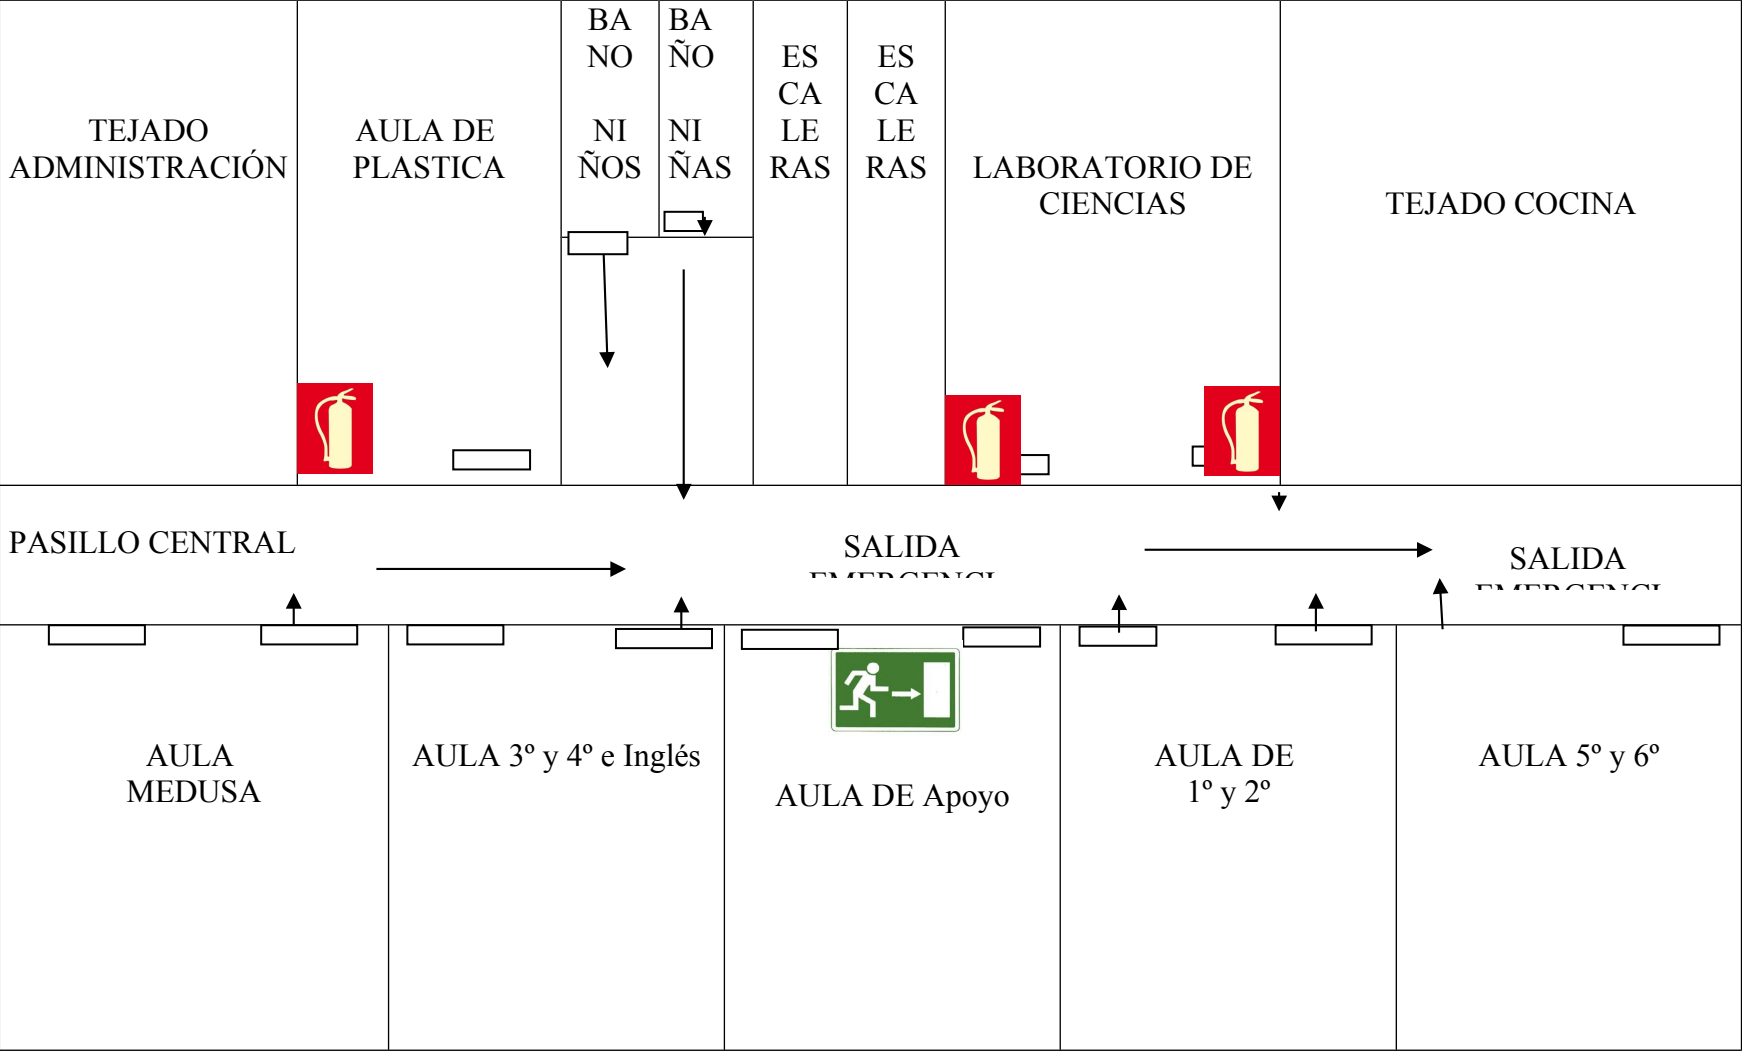 TEJADO
ADMINISTRACIÓN
AULA DE
PLASTICA
BA
NO
NI
ÑOS
BA
ÑO
NI
ÑAS
ES
CA
LE
RAS
ES
CA
LE
RAS
LABORATORIO DE
CIENCIAS
TEJADO COCINA
PASILLO CENTRAL
SALIDA
EMERGENCI
SALIDA
EMERGENCI
AULA
MEDUSA
AULA 3º y 4º e Inglés
AULA DE Apoyo
AULA DE
1º y 2º
AULA 5º y 6º